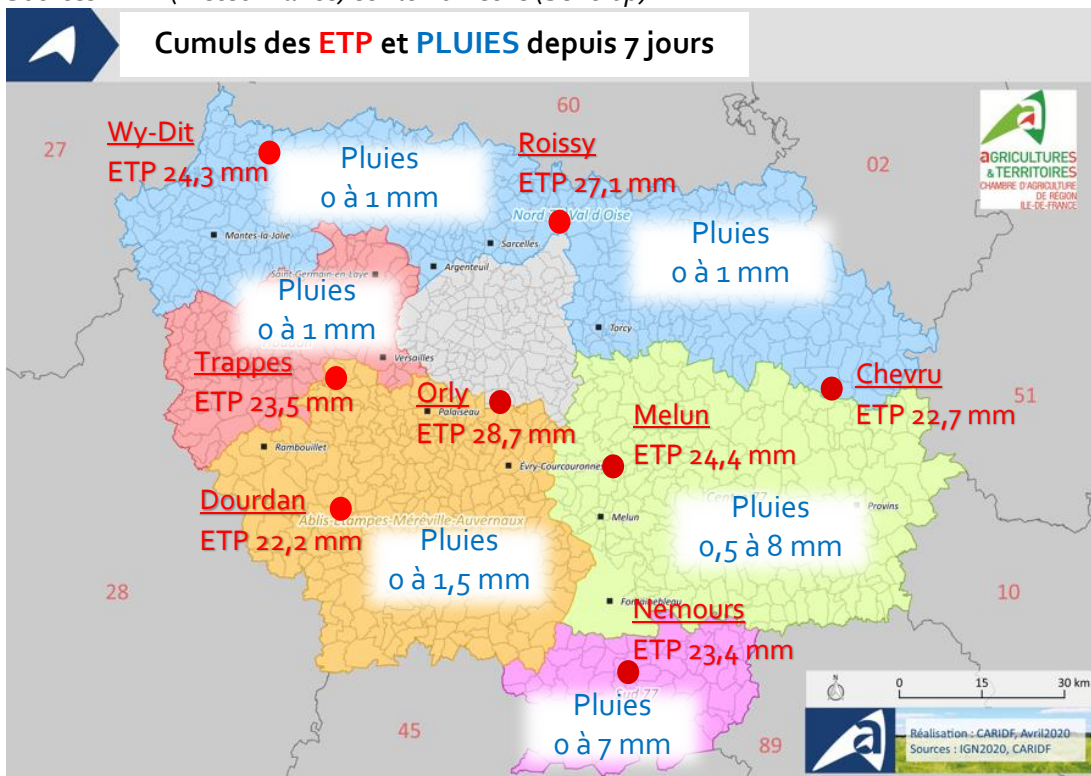 Cumuls des ETP et PLUIES depuis 7 jours
60
27
02
Wy-Dit
ETP 24,3 mm
Pluies
0 à 1 mm
Roissy
ETP 27,1 mm
aGRICULTURES
& TERRITOIRES
CHAMBRE D'AGRICULTURE
DE RÉGION
ILE-DE-FRANCE
Mantes-la-Jolie
Sarcelles
Argenteuil
Pluies
0 à 1 mm
Saint-Germain-en-Laye
Pluies
0 à 1 mm
Torcy
Versailles
Trappes
ETP 23,5 mm
Orly
ETP 28,7 mm
Palaiseau
Chevru
ETP 22,7 mm
51
Rambouillet
Évry-Courcouronnes
Melun
ETP 24,4 mm
Dourdan
ETP 22,2 mm
Ablis-Etampes-Méréville-Auvernaux
Pluies
0 à 1,5 mm
Melun
Provins
Pluies
0,5 à 8 mm
28
10
Fontainebleau
Nemours
ETP 23,4 mm
Sud 77
Pluies
0 à 7 mm
45
89
N
0 15 30 km
Réalisation : CARIDF, Avril2020
Sources : IGN2020, CARIDF